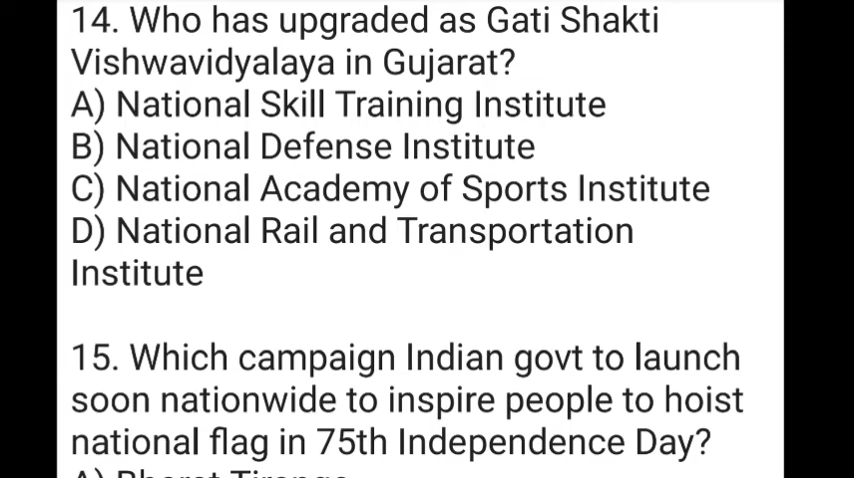 14. Who has upgraded as Gati Shakti
Vishwavidyalaya in Gujarat?
A) National Skill Training Institute
B) National Defense Institute
C) National Academy of Sports Institute
D) National Rail and Transportation
Institute
15. Which campaign Indian govt to launch
soon nationwide to inspire people to hoist
national flag in 75th Independence Day?
A) Bharat Tiranga